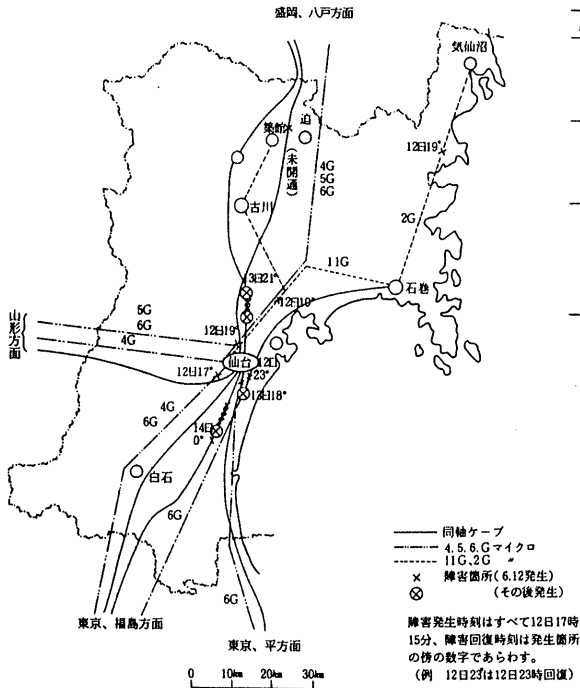 盛岡、八戸方面
気仙沼
築館
迫
12日19°
(未開通)
4G
5G
6G
古川
2G
11G
3日21°
12日19°
石巻
山形方面
5G
6G
4G
12日19°
仙台
12日
23°
12日17°
13日18°
4G
6G
14日
0°
白石
6G
6G
東京、福島方面
東京、平方面
同軸ケーブ
4.5.6.Gマイクロ
11G、2G 〃
× 障害箇所(6.12発生)
⊗ (その後発生)
障害発生時刻はすべて12日17時
15分、障害回復時刻は発生箇所
の傍の数字であらわす。
(例 12日23°は12日23時回復)
0 10km 20km 30km